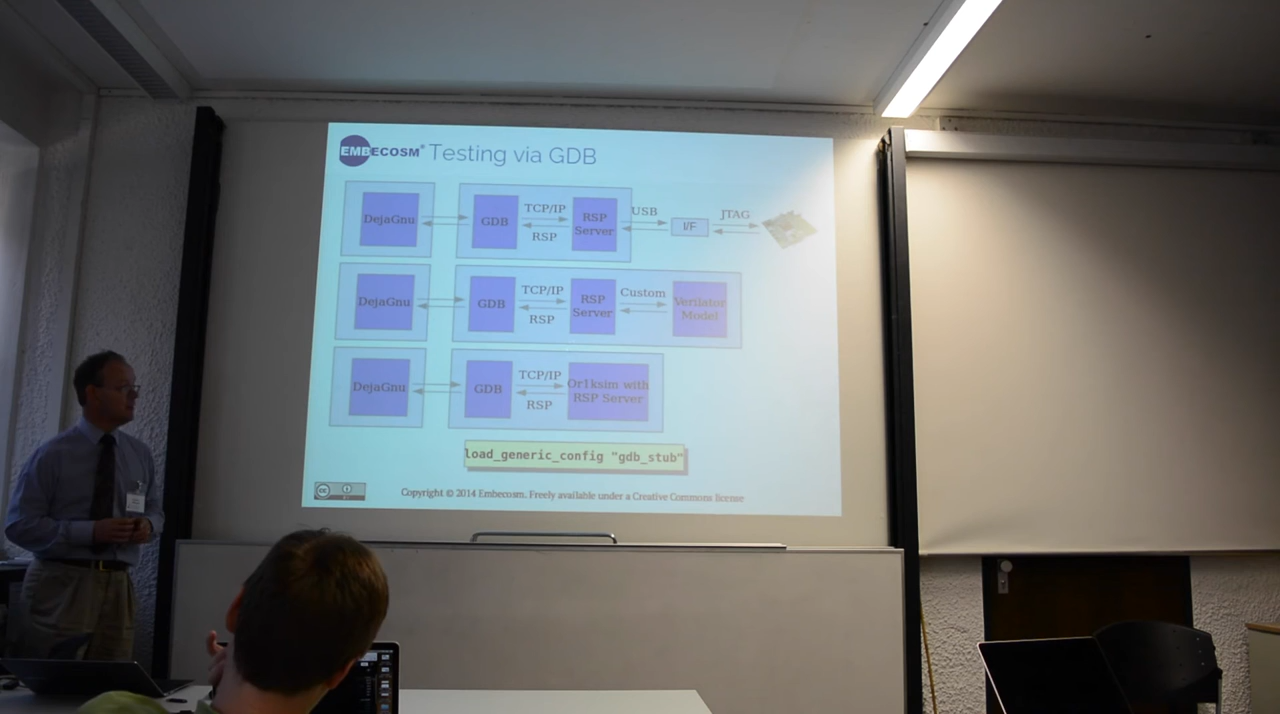 EMBECOSM® Testing via GDB
DejaGnu GDB TCP/IP RSP RSP Server USB I/F JTAG
DejaGnu GDB TCP/IP RSP RSP Server Custom Verilator Model
DejaGnu GDB TCP/IP RSP Or1ksim with RSP Server
load_generic_config "gdb_stub"
cc
Copyright © 2014 Embecosm. Freely available under a Creative Commons license